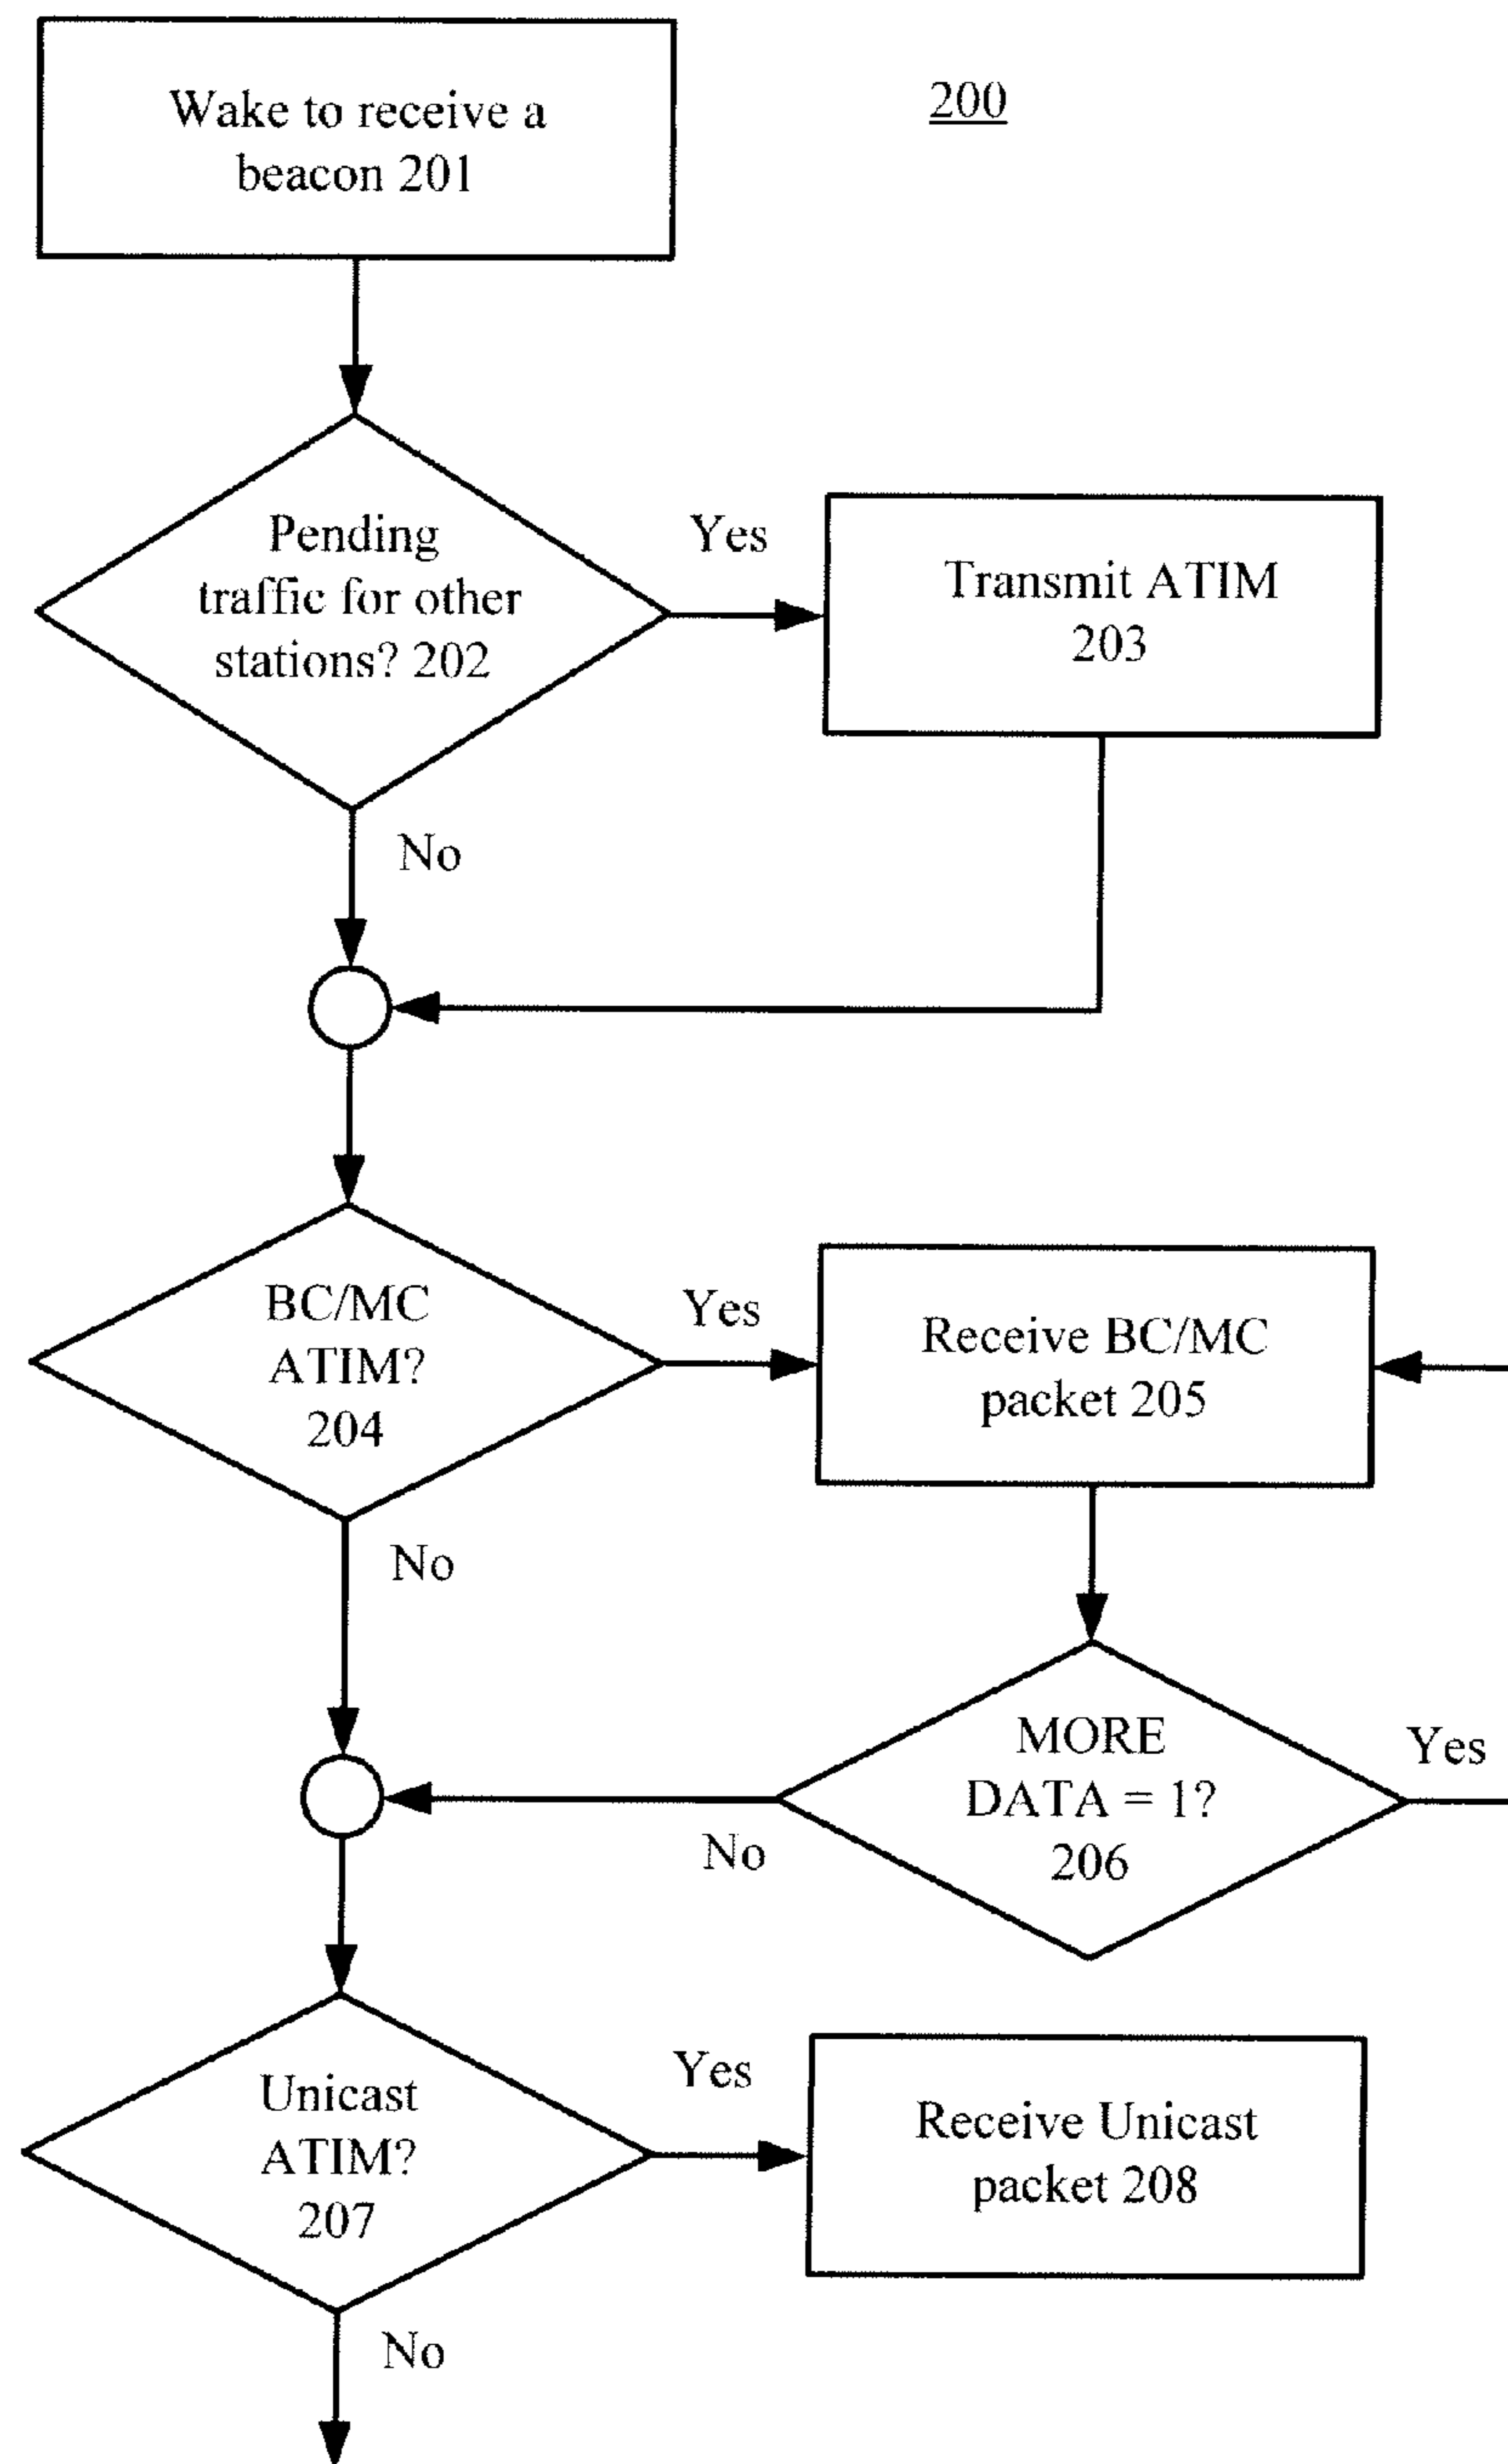 Wake to receive a
beacon 201
200
Pending
traffic for other
stations? 202
Yes
Transmit ATIM
203
No
BC/MC
ATIM?
204
Yes
Receive BC/MC
packet 205
No
MORE
DATA = 1?
206
Yes
No
Unicast
ATIM?
207
Yes
Receive Unicast
packet 208
No